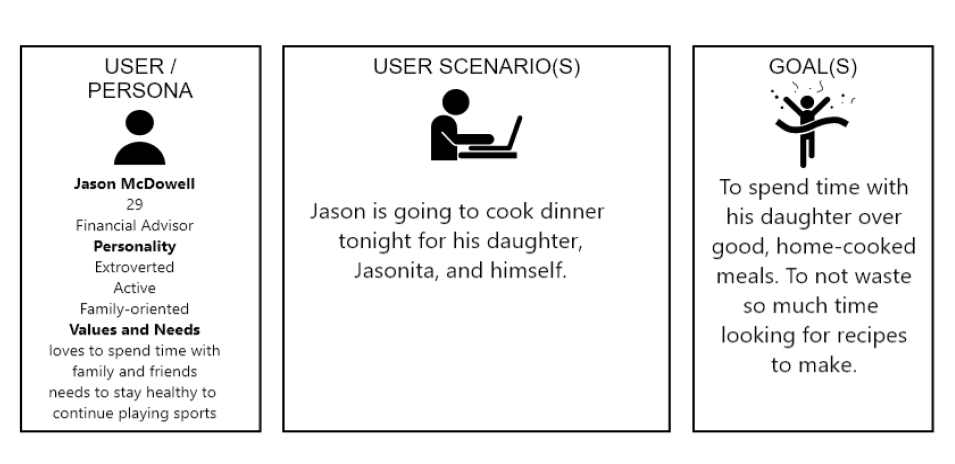 USER /
PERSONA
Jason McDowell
29
Financial Advisor
Personality
Extroverted
Active
Family-oriented
Values and Needs
loves to spend time with
family and friends
needs to stay healthy to
continue playing sports
USER SCENARIO(S)
Jason is going to cook dinner
tonight for his daughter,
Jasonita, and himself.
GOAL(S)
To spend time with
his daughter over
good, home-cooked
meals. To not waste
so much time
looking for recipes
to make.